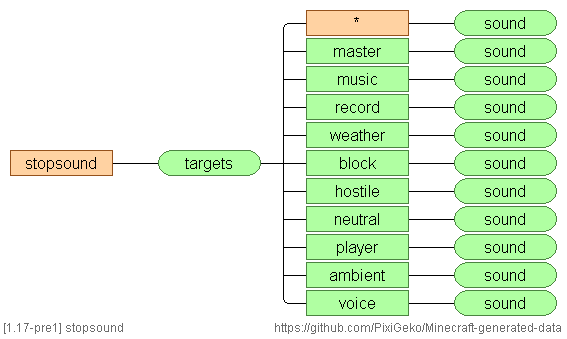 * sound
master sound
music sound
record sound
weather sound
stopsound targets block sound
hostile sound
neutral sound
player sound
ambient sound
voice sound
[1.17-pre1] stopsound https://github.com/PixiGeko/Minecraft-generated-data